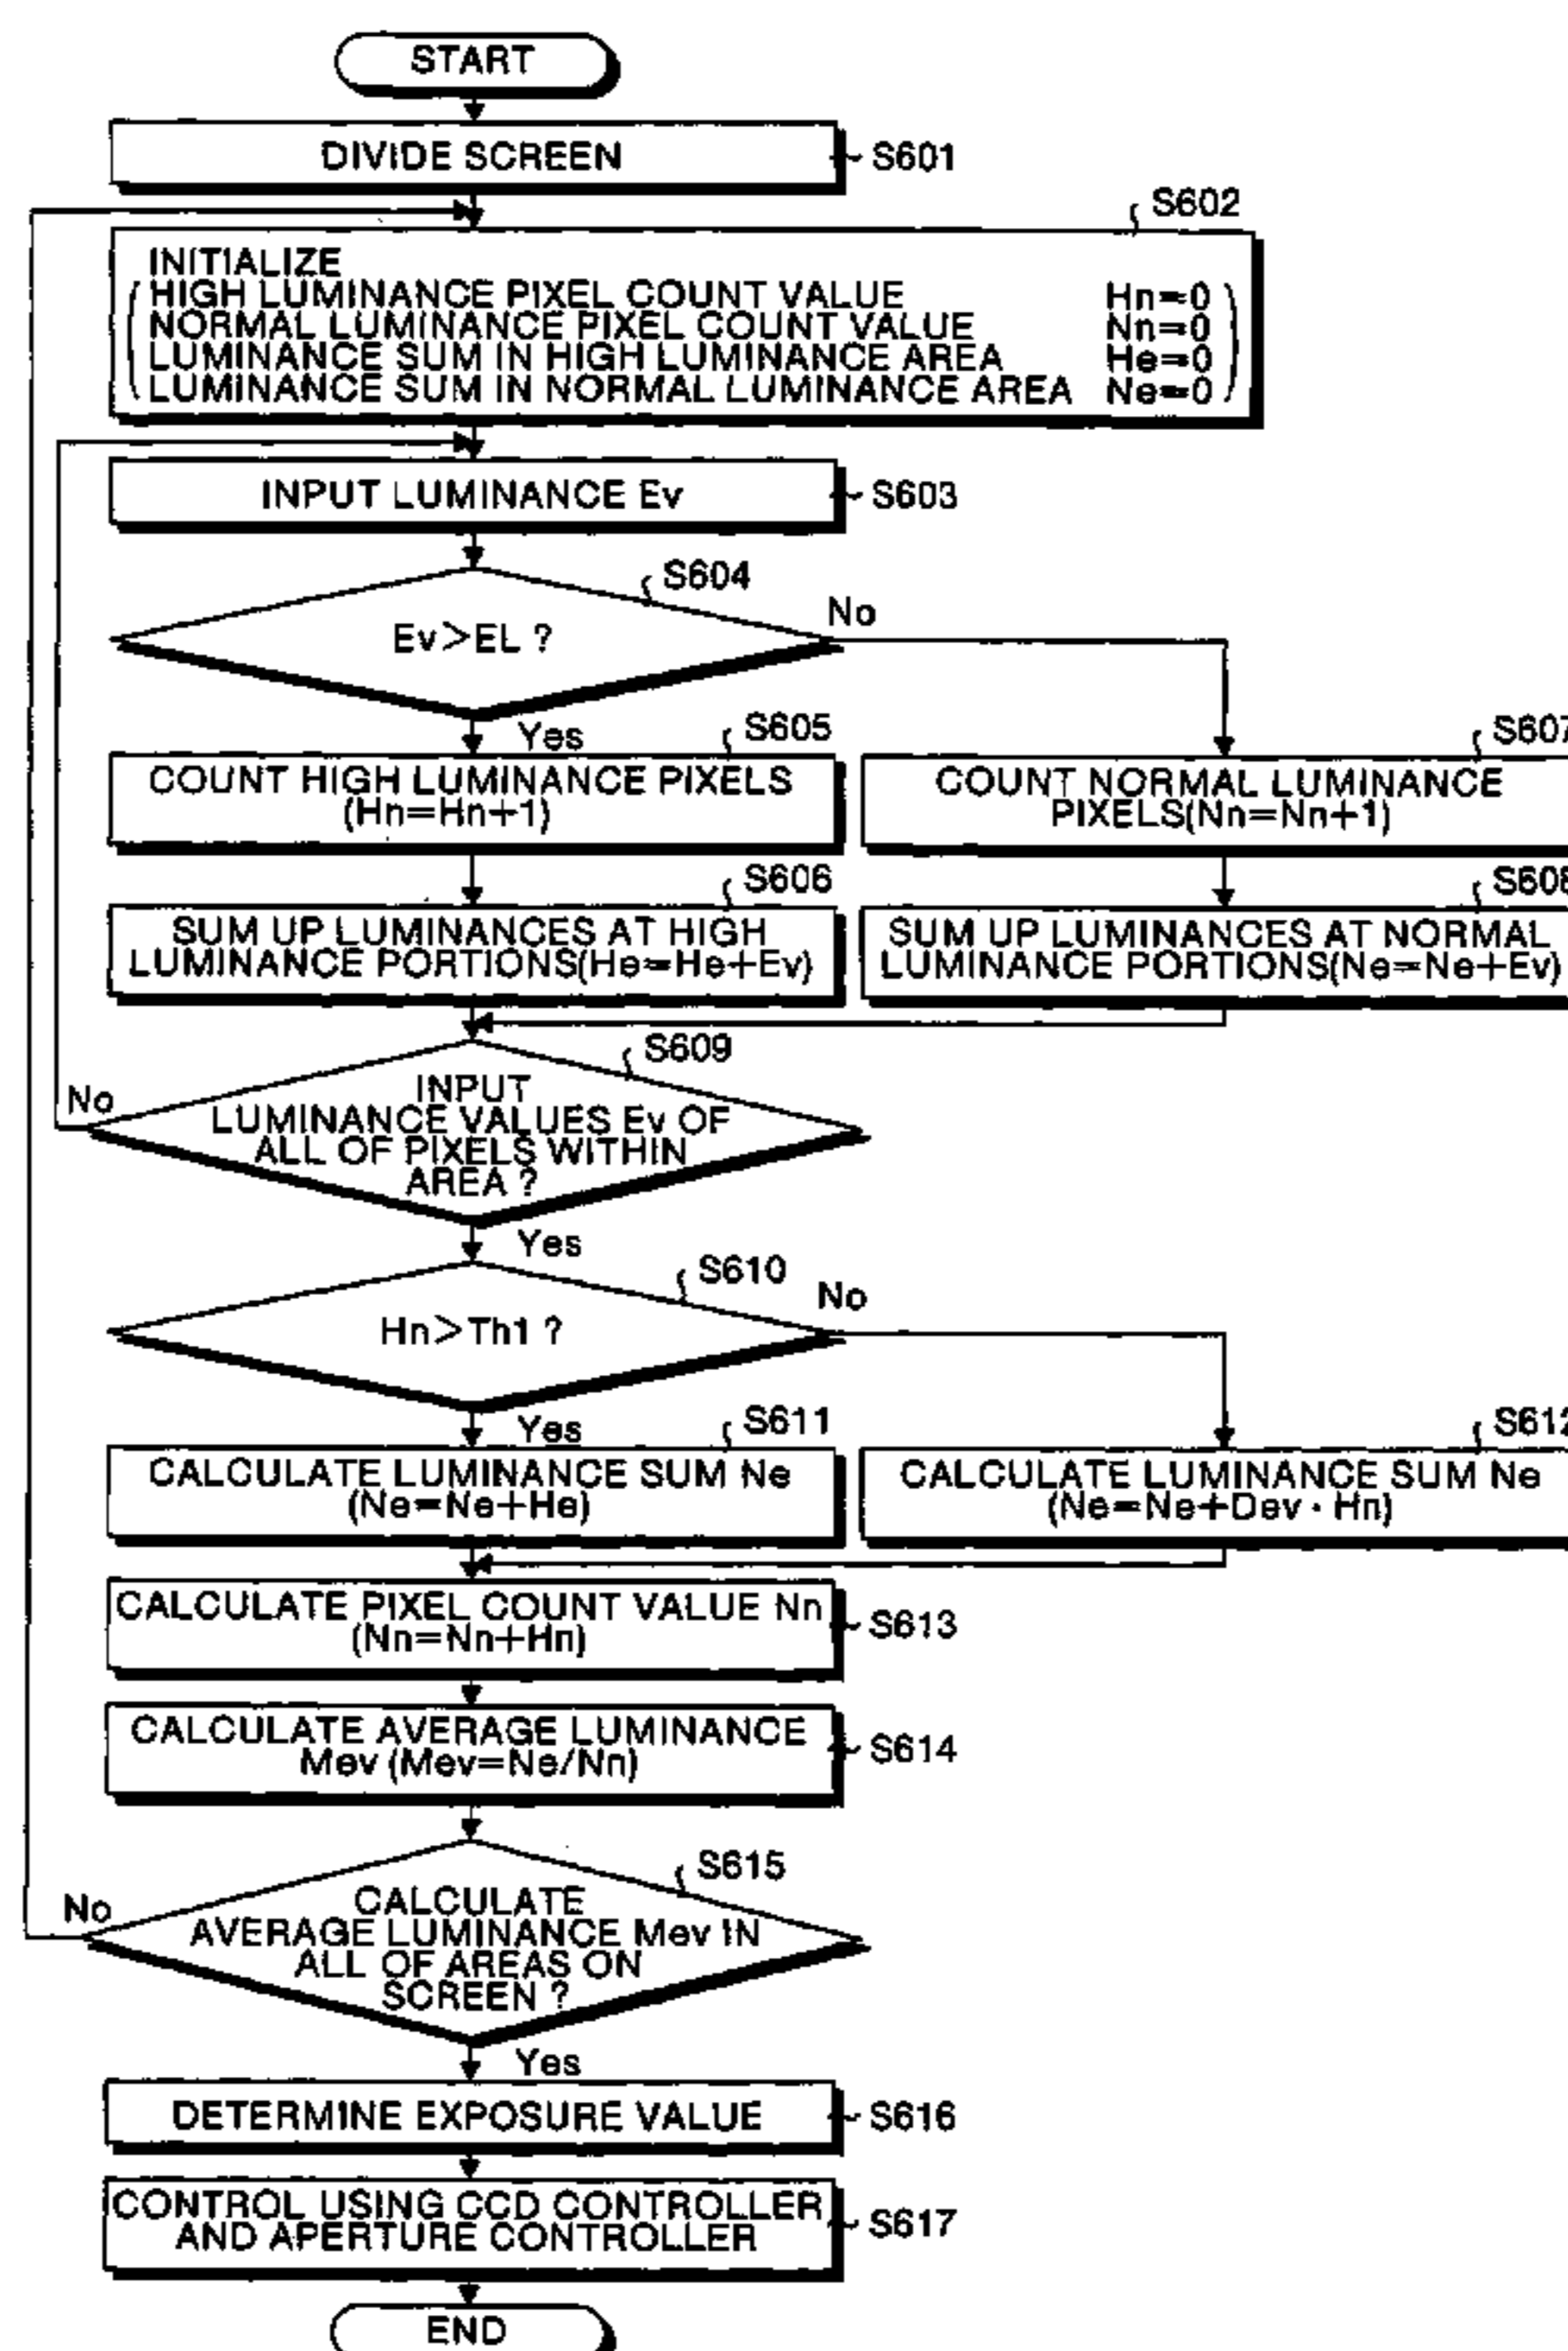 START
DIVIDE SCREEN
S601
S602
INITIALIZE
HIGH LUMINANCE PIXEL COUNT VALUE Hn=0
NORMAL LUMINANCE PIXEL COUNT VALUE Nn=0
LUMINANCE SUM IN HIGH LUMINANCE AREA He=0
LUMINANCE SUM IN NORMAL LUMINANCE AREA Ne=0
INPUT LUMINANCE Ev
S603
S604
Ev>EL ?
No
Yes
S605
COUNT HIGH LUMINANCE PIXELS
(Hn=Hn+1)
S607
COUNT NORMAL LUMINANCE
PIXELS(Nn=Nn+1)
S606
SUM UP LUMINANCES AT HIGH
LUMINANCE PORTIONS(He=He+Ev)
S608
SUM UP LUMINANCES AT NORMAL
LUMINANCE PORTIONS(Ne=Ne+Ev)
S609
No
INPUT
LUMINANCE VALUES Ev OF
ALL OF PIXELS WITHIN
AREA ?
Yes
S610
No
Hn>Th1 ?
Yes
S611
CALCULATE LUMINANCE SUM Ne
(Ne=Ne+He)
S612
CALCULATE LUMINANCE SUM Ne
(Ne=Ne+Dev · Hn)
CALCULATE PIXEL COUNT VALUE Nn
(Nn=Nn+Hn)
S613
CALCULATE AVERAGE LUMINANCE
Mev (Mev=Ne/Nn)
S614
S615
No
CALCULATE
AVERAGE LUMINANCE Mev IN
ALL OF AREAS ON
SCREEN ?
Yes
DETERMINE EXPOSURE VALUE
S616
CONTROL USING CCD CONTROLLER
AND APERTURE CONTROLLER
S617
END